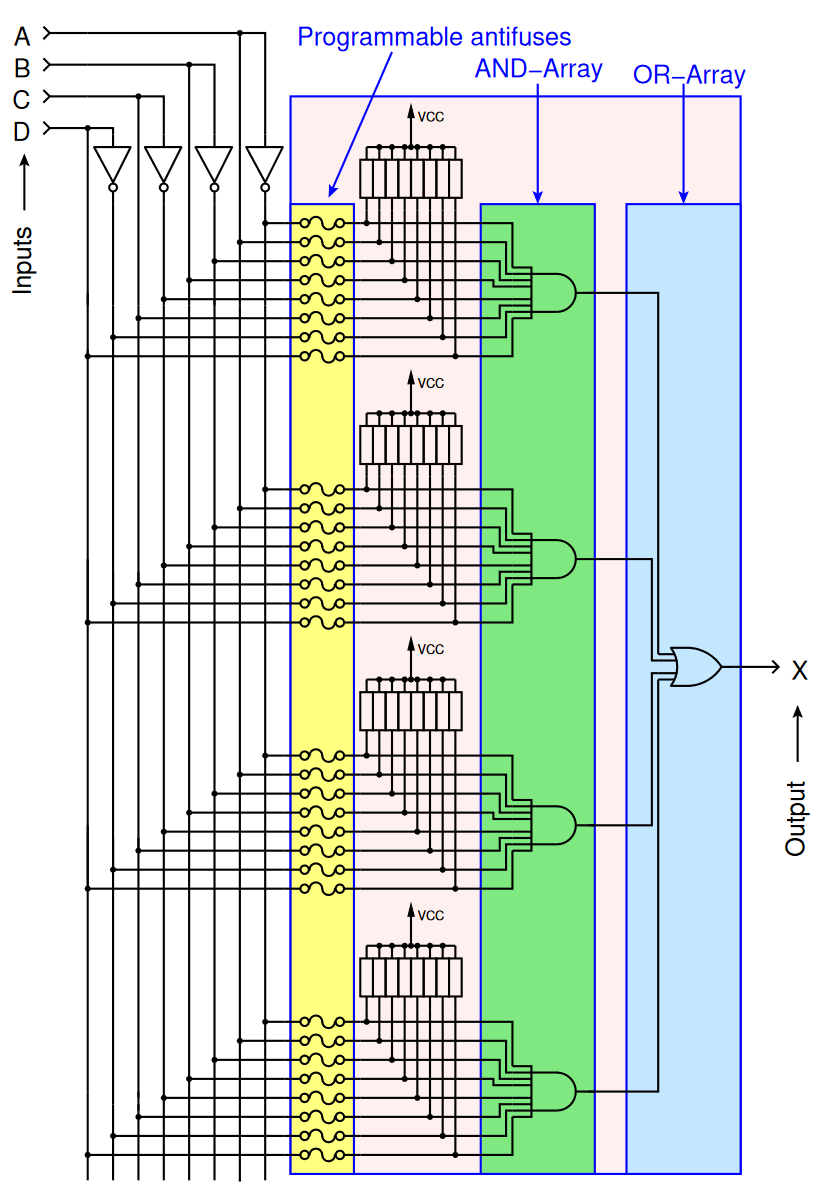 A
B
C
D
Inputs
Programmable antifuses
AND–Array
OR–Array
VCC
VCC
VCC
VCC
X
Output